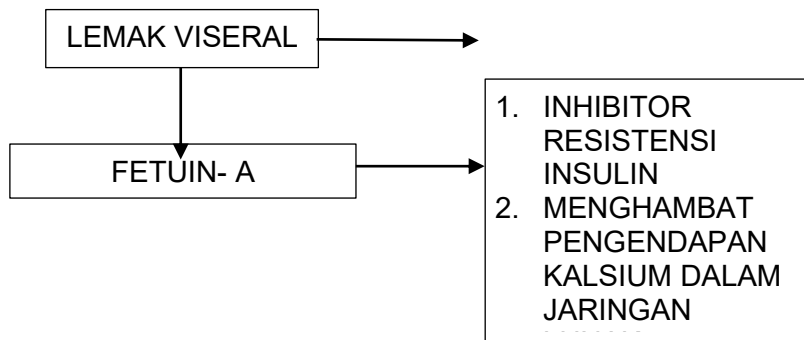 LEMAK VISERAL
FETUIN- A
1. INHIBITOR
RESISTENSI
INSULIN
2. MENGHAMBAT
PENGENDAPAN
KALSIUM DALAM
JARINGAN